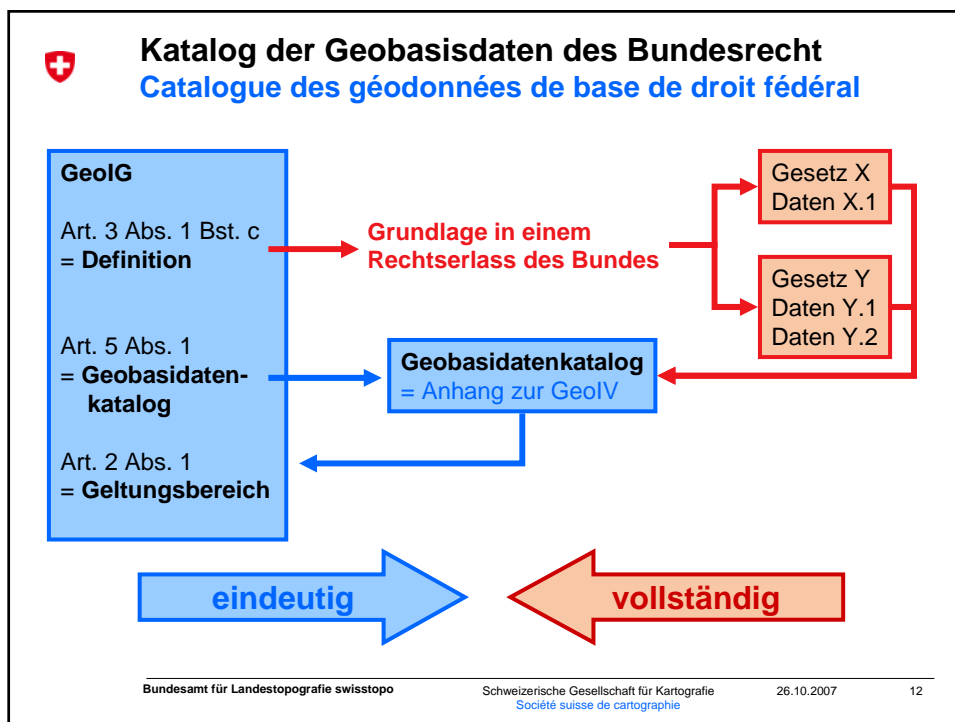 Katalog der Geobasisdaten des Bundesrecht
Catalogue des géodonnées de base de droit fédéral
GeoIG
Art. 3 Abs. 1 Bst. c
= Definition
Art. 5 Abs. 1
= Geobasidaten-
katalog
Art. 2 Abs. 1
= Geltungsbereich
Grundlage in einem
Rechtserlass des Bundes
Gesetz X
Daten X.1
Gesetz Y
Daten Y.1
Daten Y.2
Geobasidatenkatalog
= Anhang zur GeoIV
eindeutig
vollständig
Bundesamt für Landestopografie swisstopo
Schweizerische Gesellschaft für Kartografie
Société suisse de cartographie
26.10.2007
12